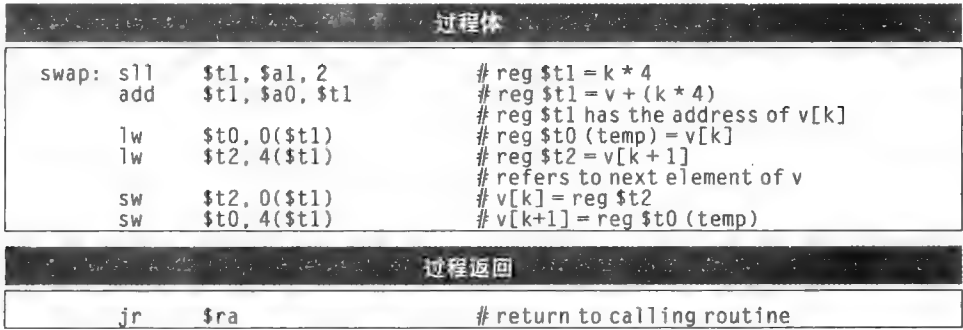 过程体
swap: sll $t1, $a1, 2 # reg $t1 = k * 4
add $t1, $a0, $t1 # reg $t1 = v + (k * 4)
# reg $t1 has the address of v[k]
lw $t0, 0($t1) # reg $t0 (temp) = v[k]
lw $t2, 4($t1) # reg $t2 = v[k + 1]
# refers to next element of v
sw $t2, 0($t1) # v[k] = reg $t2
sw $t0, 4($t1) # v[k+1] = reg $t0 (temp)
过程返回
jr $ra # return to calling routine